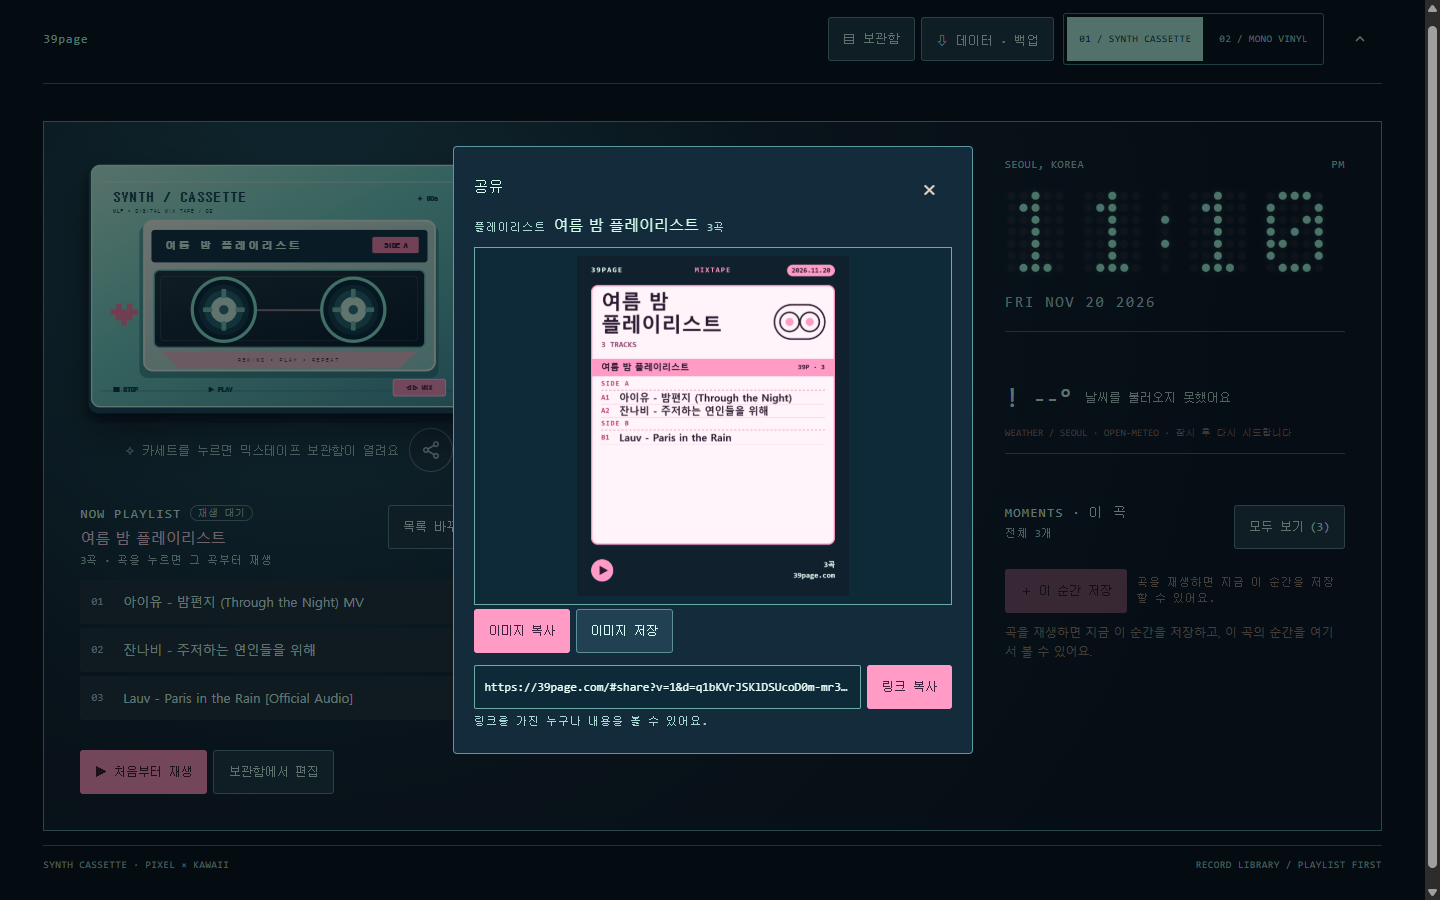 39page
보관함
데이터 · 백업
01 / SYNTH CASSETTE
02 / MONO VINYL
SYNTH / CASSETTE
여름 밤 플레이리스트
SIDE A
REWIND • PLAY • REPEAT
STOP
PLAY
MIX
카세트를 누르면 믹스테이프 보관함이 열려요
NOW PLAYLIST
재생 대기
여름 밤 플레이리스트
3곡 · 곡을 누르면 그 곡부터 재생
목록 바꾸
01 아이유 - 밤편지 (Through the Night) MV
02 잔나비 - 주저하는 연인들을 위해
03 Lauv - Paris in the Rain [Official Audio]
▶ 처음부터 재생
보관함에서 편집
공유
플레이리스트 여름 밤 플레이리스트 3곡
39PAGE
MIXTAPE
2026.11.20
여름 밤
플레이리스트
3 TRACKS
여름 밤 플레이리스트
39P · 3
SIDE A
A1 아이유 - 밤편지 (Through the Night)
A2 잔나비 - 주저하는 연인들을 위해
SIDE B
B1 Lauv - Paris in the Rain
3곡
39page.com
이미지 복사
이미지 저장
https://39page.com/#share?v=1&d=q1bKVrJSKlDSUcoD0m-mr3…
링크 복사
링크를 가진 누구나 내용을 볼 수 있어요.
SEOUL, KOREA
PM
11:10
FRI NOV 20 2026
! --° 날씨를 불러오지 못했어요
WEATHER / SEOUL · OPEN-METEO · 잠시 후 다시 시도합니다
MOMENTS · 이 곡
전체 3개
모두 보기 (3)
+ 이 순간 저장
곡을 재생하면 지금 이 순간을 저장
할 수 있어요.
곡을 재생하면 지금 이 순간을 저장하고, 이 곡의 순간을 여기
서 볼 수 있어요.
SYNTH CASSETTE · PIXEL × KAWAII
RECORD LIBRARY / PLAYLIST FIRST